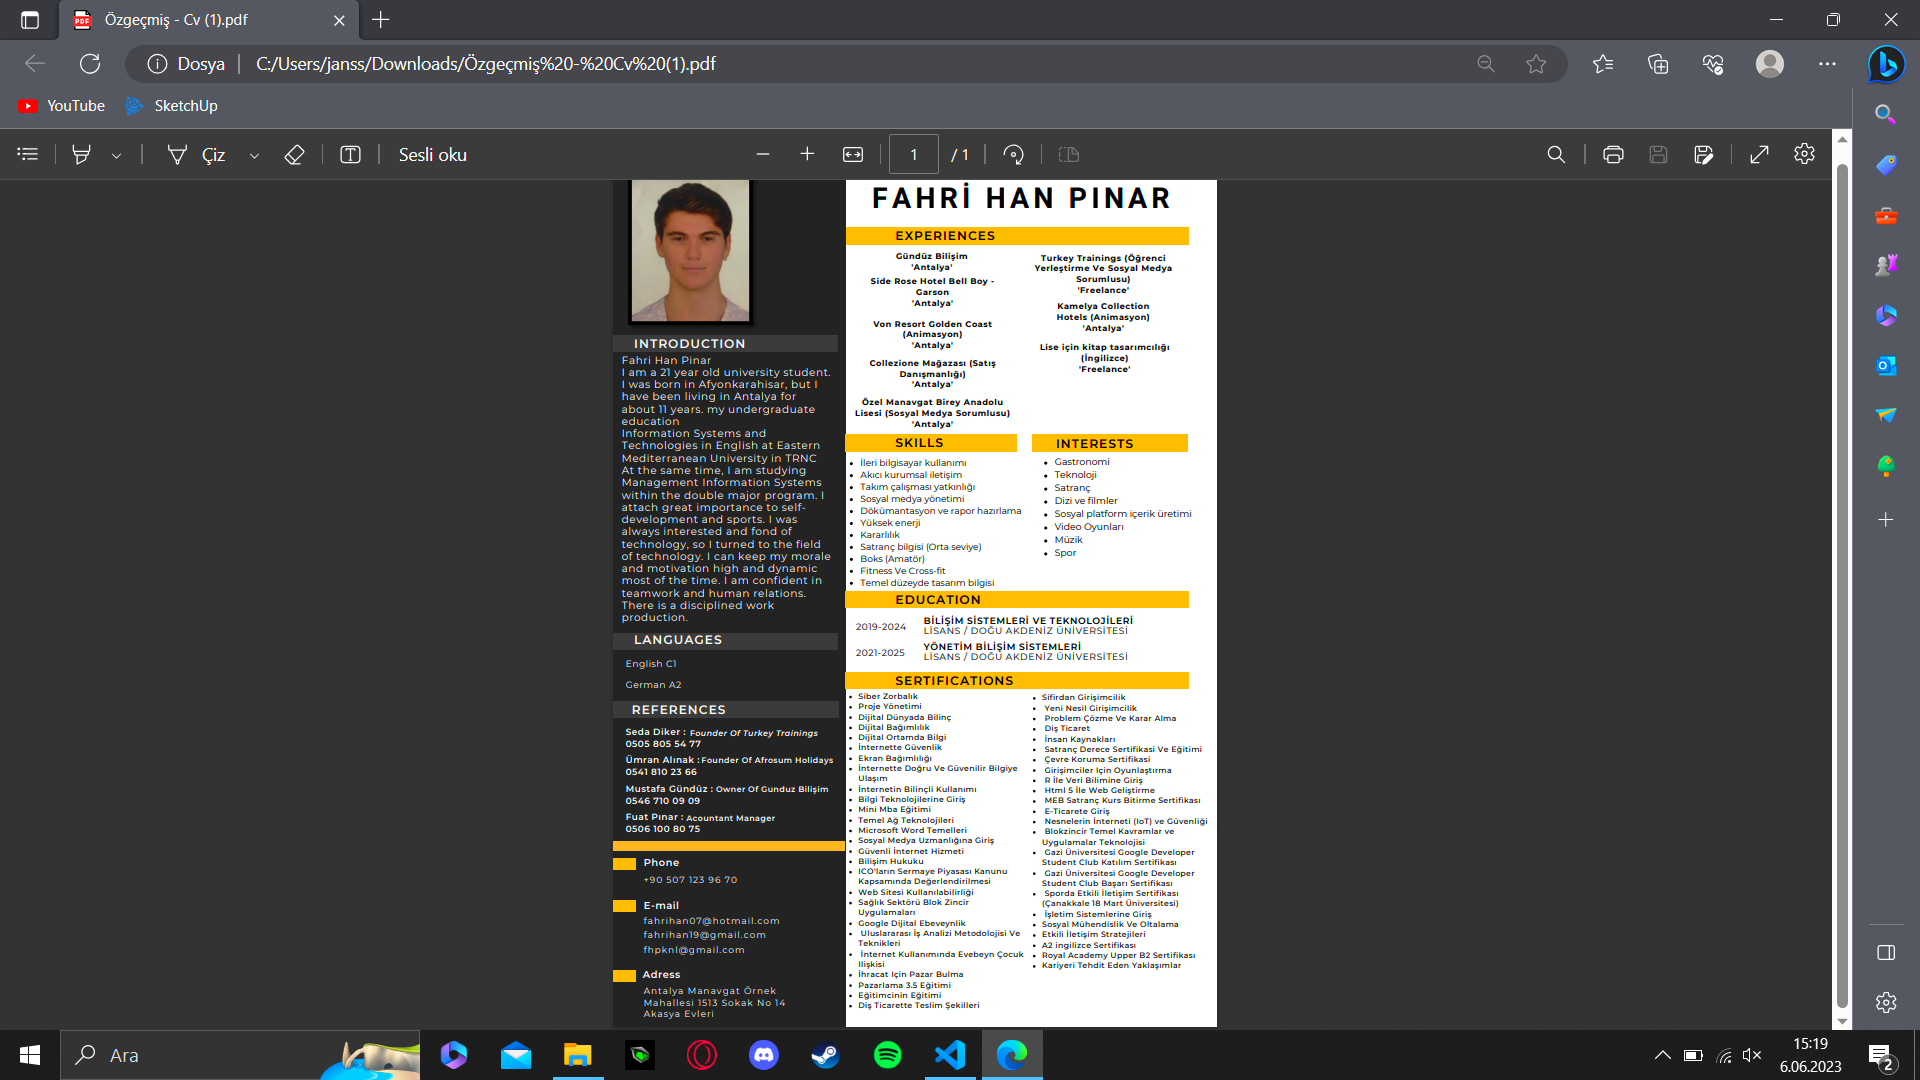 Özgeçmiş - Cv (1).pdf
Dosya
C:/Users/janss/Downloads/Özgeçmiş%20-%20Cv%20(1).pdf
YouTube
SketchUp
Çiz
Sesli oku
1
/ 1
FAHRİ HAN PINAR
INTRODUCTION
Fahri Han Pinar
I am a 21 year old university student.
I was born in Afyonkarahisar, but I
have been living in Antalya for
about 11 years. my undergraduate
education
Information Systems and
Technologies in English at Eastern
Mediterranean University in TRNC
At the same time, I am studying
Management Information Systems
within the double major program. I
attach great importance to self-
development and sports. I was
always interested and fond of
technology, so I turned to the field
of technology. I can keep my morale
and motivation high and dynamic
most of the time. I am confident in
teamwork and human relations.
There is a disciplined work
production.
LANGUAGES
English C1
German A2
REFERENCES
Seda Diker : Founder Of Turkey Trainings
0505 805 54 77
Ümran Alınak : Founder Of Afrosum Holidays
0541 810 23 66
Mustafa Gündüz : Owner Of Gunduz Bilişim
0546 710 09 09
Fuat Pınar : Acountant Manager
0506 100 80 75
Phone
+90 507 123 96 70
E-mail
fahrihan07@hotmail.com
fahrihan19@gmail.com
fhpknl@gmail.com
Adress
Antalya Manavgat Örnek
Mahallesi 1513 Sokak No 14
Akasya Evleri
EXPERIENCES
Gündüz Bilişim
'Antalya'
Side Rose Hotel Bell Boy -
Garson
'Antalya'
Von Resort Golden Coast
(Animasyon)
'Antalya'
Collezione Mağazası (Satış
Danışmanlığı)
'Antalya'
Özel Manavgat Birey Anadolu
Lisesi (Sosyal Medya Sorumlusu)
'Antalya'
Turkey Trainings (Öğrenci
Yerleştirme Ve Sosyal Medya
Sorumlusu)
'Freelance'
Kamelya Collection
Hotels (Animasyon)
'Antalya'
Lise için kitap tasarımcılığı
(İngilizce)
'Freelance'
SKILLS
İleri bilgisayar kullanımı
Akıcı kurumsal iletişim
Takım çalışması yatkınlığı
Sosyal medya yönetimi
Dökümantasyon ve rapor hazırlama
Yüksek enerji
Kararlılık
Satranç bilgisi (Orta seviye)
Boks (Amatör)
Fitness Ve Cross-fit
Temel düzeyde tasarım bilgisi
INTERESTS
Gastronomi
Teknoloji
Satranç
Dizi ve filmler
Sosyal platform içerik üretimi
Video Oyunları
Müzik
Spor
EDUCATION
2019-2024
BİLİŞİM SİSTEMLERİ VE TEKNOLOJİLERİ
LİSANS / DOĞU AKDENİZ ÜNİVERSİTESİ
2021-2025
YÖNETİM BİLİŞİM SİSTEMLERİ
LİSANS / DOĞU AKDENİZ ÜNİVERSİTESİ
SERTIFICATIONS
Siber Zorbalık
Proje Yönetimi
Dijital Dünyada Bilinç
Dijital Bağımlılık
Dijital Ortamda Bilgi
İnternette Güvenlik
Ekran Bağımlılığı
İnternette Doğru Ve Güvenilir Bilgiye
Ulaşım
İnternetin Bilinçli Kullanımı
Bilgi Teknolojilerine Giriş
Mini Mba Eğitimi
Temel Ağ Teknolojileri
Microsoft Word Temelleri
Sosyal Medya Uzmanlığına Giriş
Güvenli İnternet Hizmeti
Bilişim Hukuku
ICO'ların Sermaye Piyasası Kanunu
Kapsamında Değerlendirilmesi
Web Sitesi Kullanılabilirliği
Sağlık Sektörü Blok Zincir
Uygulamaları
Google Dijital Ebeveynlik
Uluslararası İş Analizi Metodolojisi Ve
Teknikleri
İnternet Kullanımında Evebeyn Çocuk
Ilişkisi
İhracat Için Pazar Bulma
Pazarlama 3.5 Eğitimi
Eğitimcinin Eğitimi
Diş Ticarette Teslim Şekilleri
Sifirdan Girişimcilik
Yeni Nesil Girişimcilik
Problem Çözme Ve Karar Alma
Diş Ticaret
İnsan Kaynakları
Satranç Derece Sertifikasi Ve Eğitimi
Çevre Koruma Sertifikasi
Girişimciler Için Oyunlaştırma
R İle Veri Bilimine Giriş
Html 5 İle Web Geliştirme
MEB Satranç Kurs Bitirme Sertifikası
E-Ticarete Giriş
Nesnelerin İnterneti (IoT) ve Güvenliği
Blokzincir Temel Kavramlar ve
Uygulamalar Teknolojisi
Gazi Üniversitesi Google Developer
Student Club Katılım Sertifikası
Gazi Üniversitesi Google Developer
Student Club Başarı Sertifikası
Sporda Etkili İletişim Sertifikası
(Çanakkale 18 Mart Üniversitesi)
İşletim Sistemlerine Giriş
Sosyal Mühendislik Ve Oltalama
Etkili İletişim Stratejileri
A2 ingilizce Sertifikası
Royal Academy Upper B2 Sertifikası
Kariyeri Tehdit Eden Yaklaşımlar
Ara
15:19
6.06.2023
2